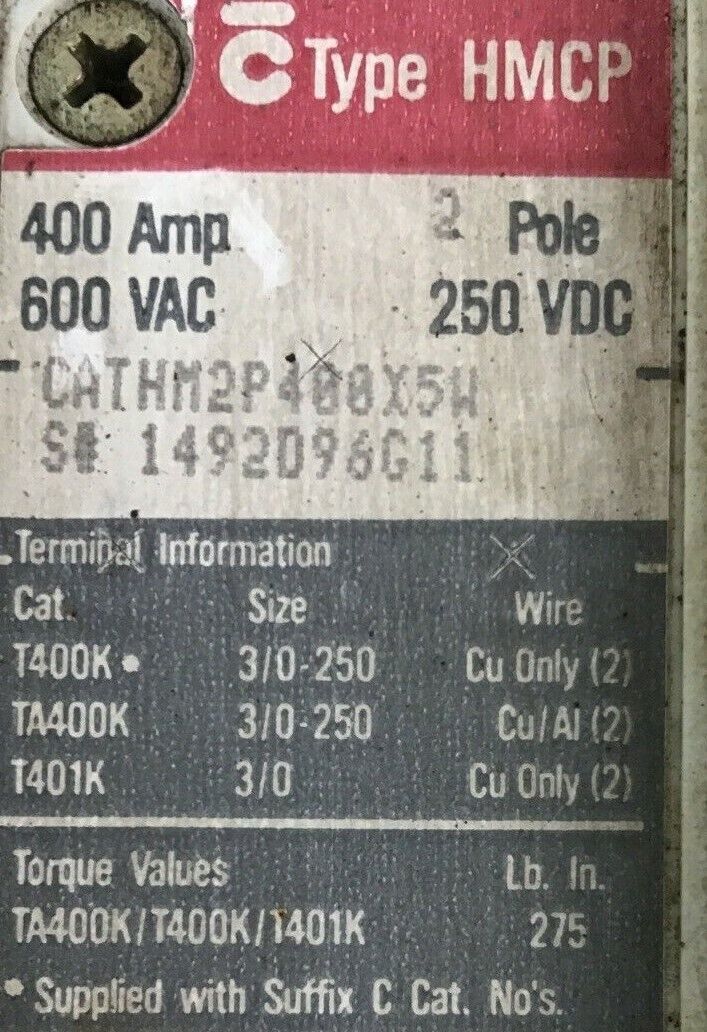 Type HMCP
400 Amp 2 Pole
600 VAC 250 VDC
CATHM2P400X5W
S# 1492D96G11
Terminal Information
Cat. Size Wire
T400K • 3/0-250 Cu Only (2)
TA400K 3/0-250 Cu/Al (2)
T401K 3/0 Cu Only (2)
Torque Values Lb. In.
TA400K/T400K/T401K 275
• Supplied with Suffix C Cat. No's.